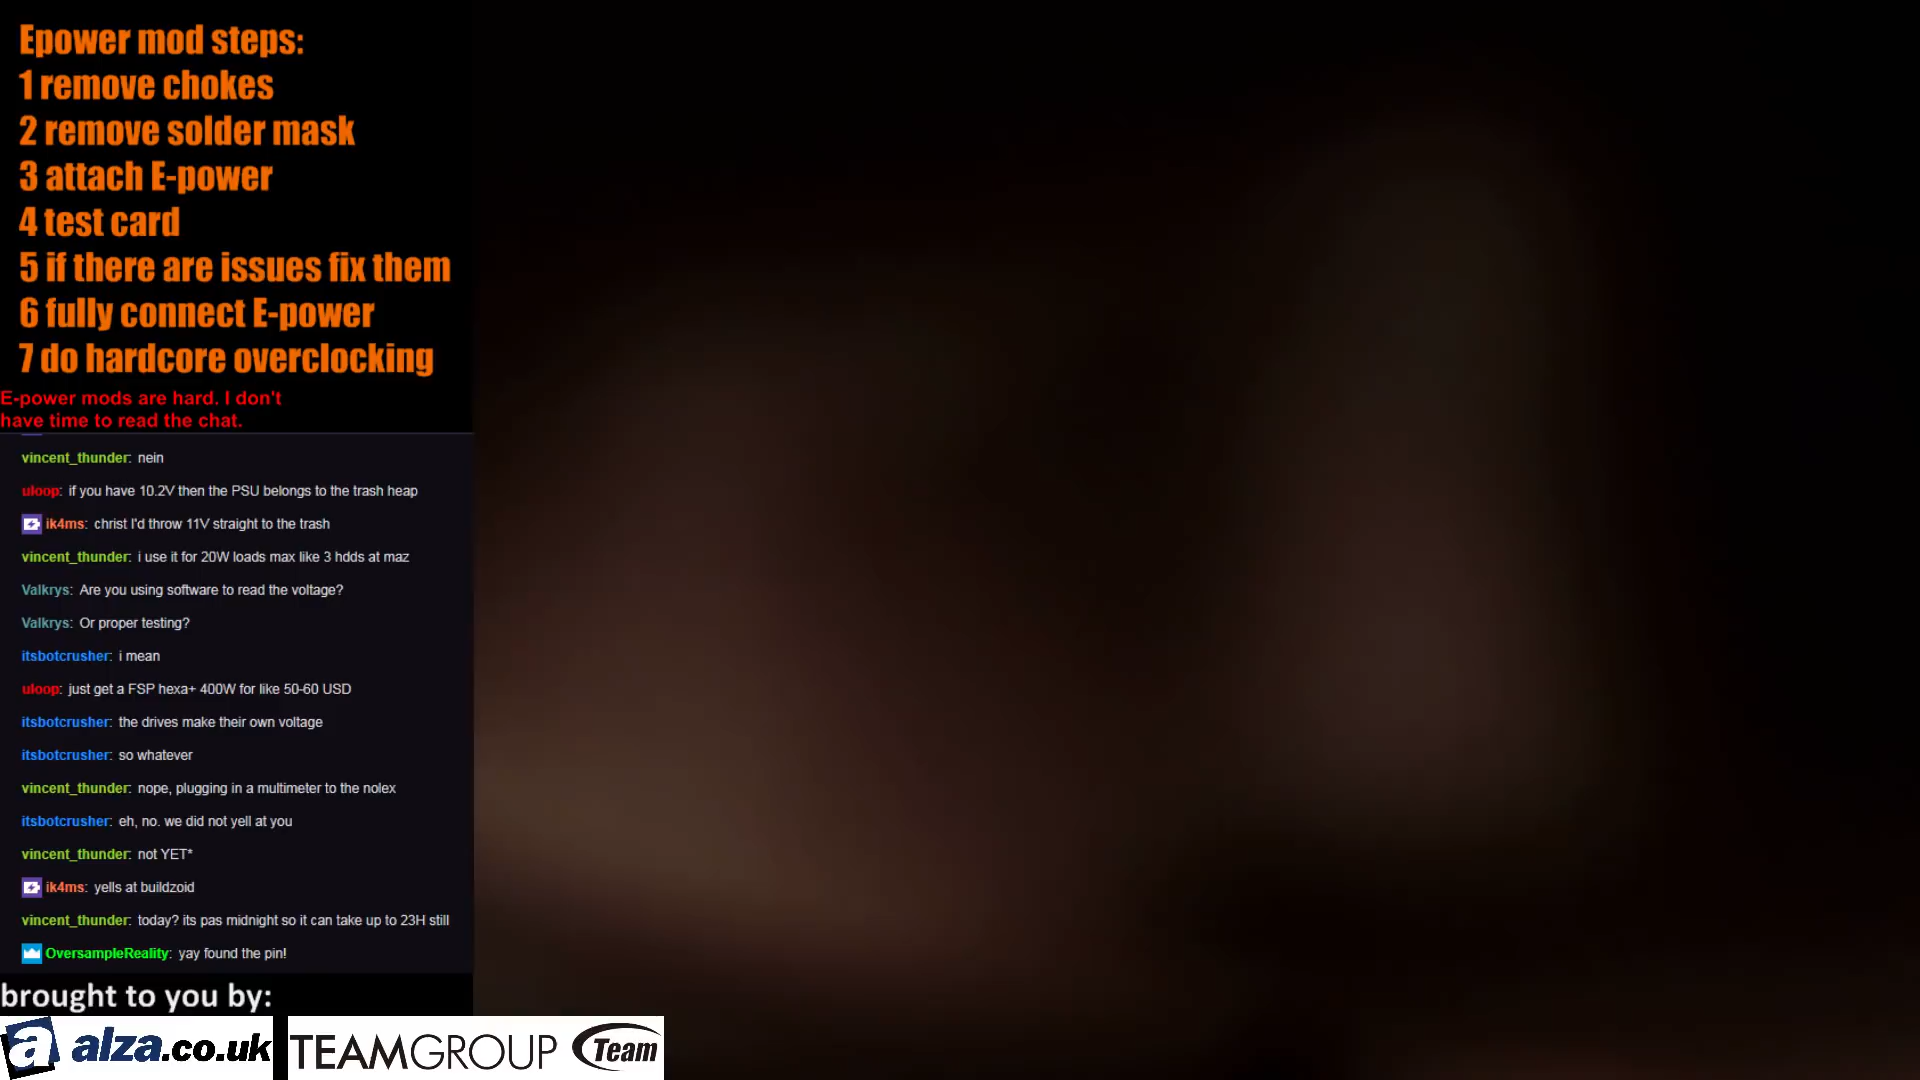 Epower mod steps:
1 remove chokes
2 remove solder mask
3 attach E-power
4 test card
5 if there are issues fix them
6 fully connect E-power
7 do hardcore overclocking
E-power mods are hard. I don't
have time to read the chat.
vincent_thunder: nein
uloop: if you have 10.2V then the PSU belongs to the trash heap
ik4ms: christ I'd throw 11V straight to the trash
vincent_thunder: i use it for 20W loads max like 3 hdds at maz
Valkrys: Are you using software to read the voltage?
Valkrys: Or proper testing?
itsbotcrusher: i mean
uloop: just get a FSP hexa+ 400W for like 50-60 USD
itsbotcrusher: the drives make their own voltage
itsbotcrusher: so whatever
vincent_thunder: nope, plugging in a multimeter to the nolex
itsbotcrusher: eh, no. we did not yell at you
vincent_thunder: not YET*
ik4ms: yells at buildzoid
vincent_thunder: today? its pas midnight so it can take up to 23H still
OversampleReality: yay found the pin!
brought to you by:
a alza.co.uk TEAMGROUP Team